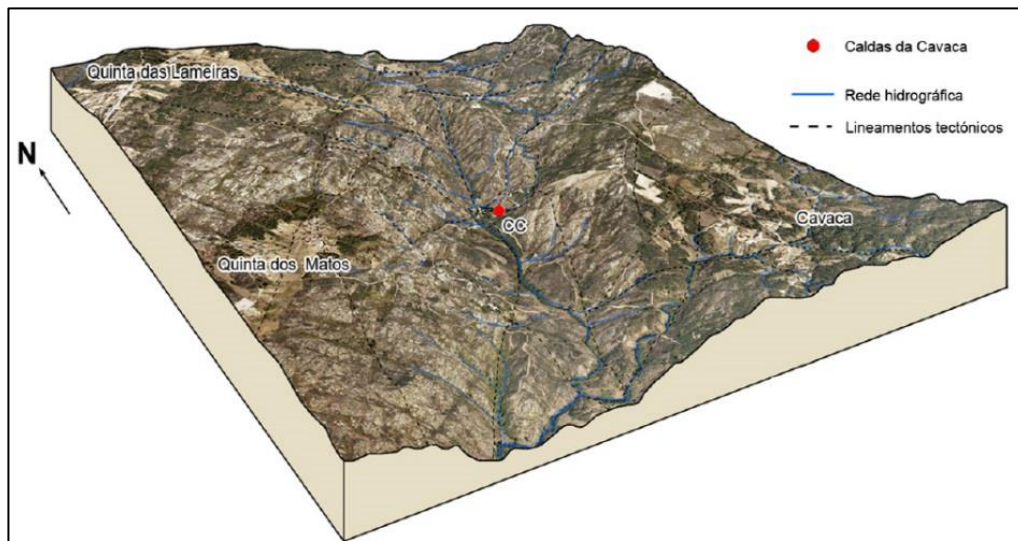 Caldas da Cavaca
Quinta das Lameiras
Rede hidrográfica
Lineamentos tectónicos
N
CC
Cavaca
Quinta dos Matos